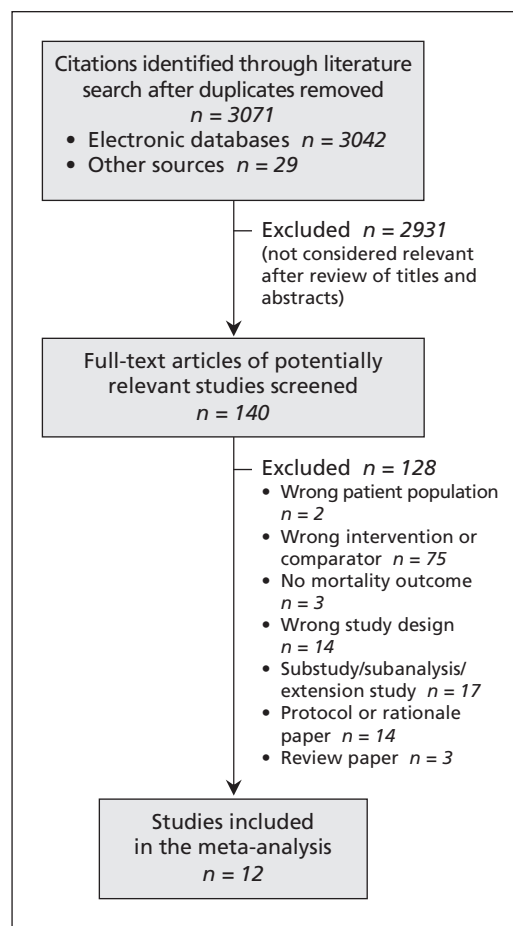 Citations identified through literature
search after duplicates removed
n = 3071
• Electronic databases n = 3042
• Other sources n = 29
Excluded n = 2931
(not considered relevant
after review of titles and
abstracts)
Full-text articles of potentially
relevant studies screened
n = 140
Excluded n = 128
• Wrong patient population
n = 2
• Wrong intervention or
comparator n = 75
• No mortality outcome
n = 3
• Wrong study design
n = 14
• Substudy/subanalysis/
extension study n = 17
• Protocol or rationale
paper n = 14
• Review paper n = 3
Studies included
in the meta-analysis
n = 12